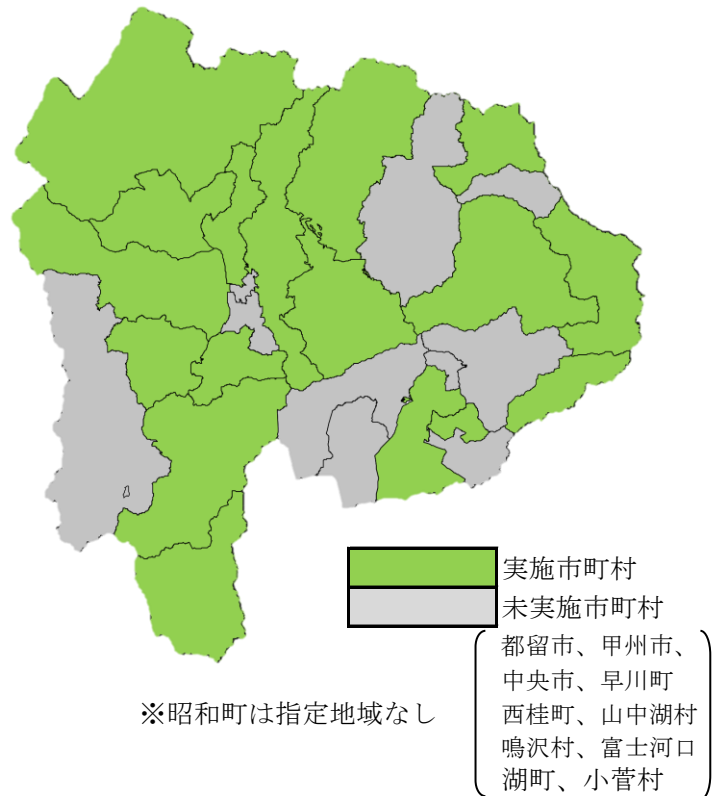 実施市町村
未実施市町村
都留市、甲州市、
中央市、早川町
西桂町、山中湖村
鳴沢村、富士河口
湖町、小菅村
※昭和町は指定地域なし